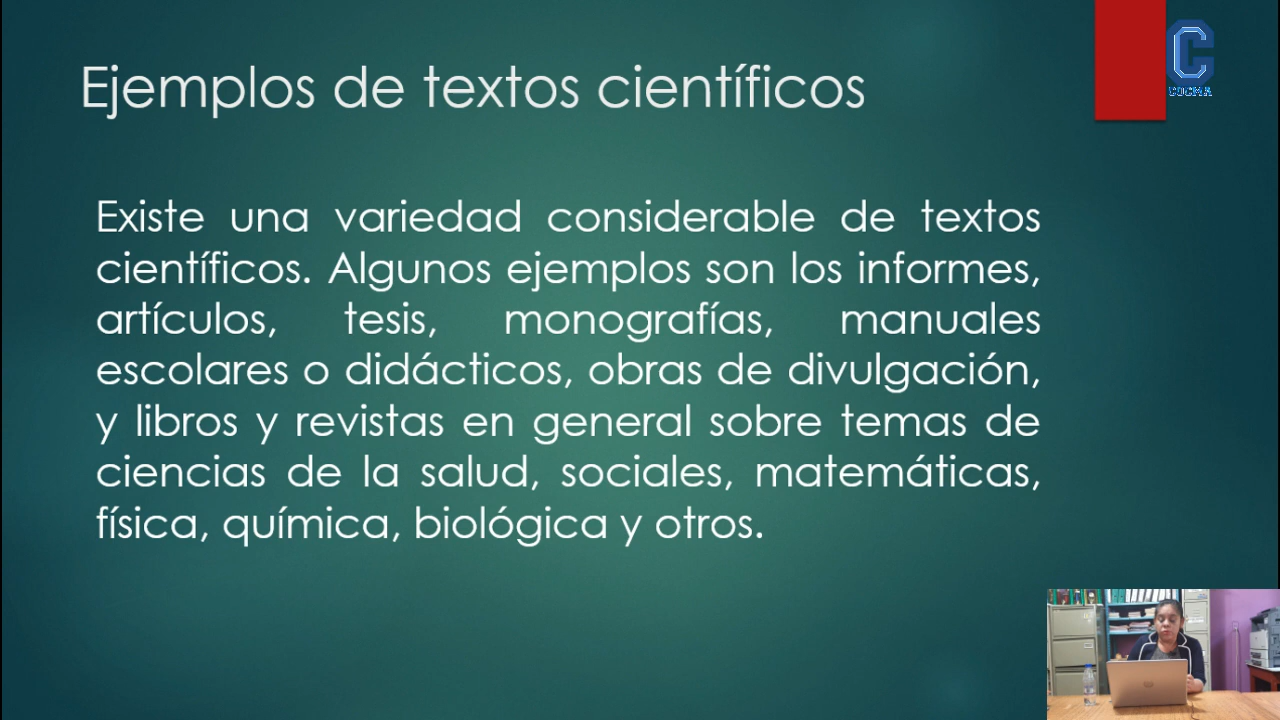 Ejemplos de textos científicos
COCMA
Existe una variedad considerable de textos
científicos. Algunos ejemplos son los informes,
artículos, tesis, monografías, manuales
escolares o didácticos, obras de divulgación,
y libros y revistas en general sobre temas de
ciencias de la salud, sociales, matemáticas,
física, química, biológica y otros.